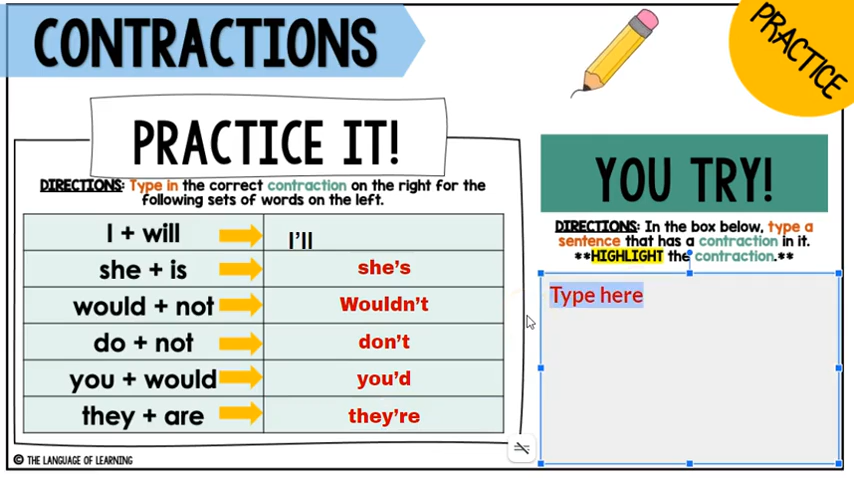 CONTRACTIONS
PRACTICE
PRACTICE IT!
DIRECTIONS: Type in the correct contraction on the right for the
following sets of words on the left.
I + will I'll
she + is she's
would + not Wouldn't
do + not don't
you + would you'd
they + are they're
© THE LANGUAGE OF LEARNING
YOU TRY!
DIRECTIONS: In the box below, type a
sentence that has a contraction in it.
**HIGHLIGHT the contraction.**
Type here